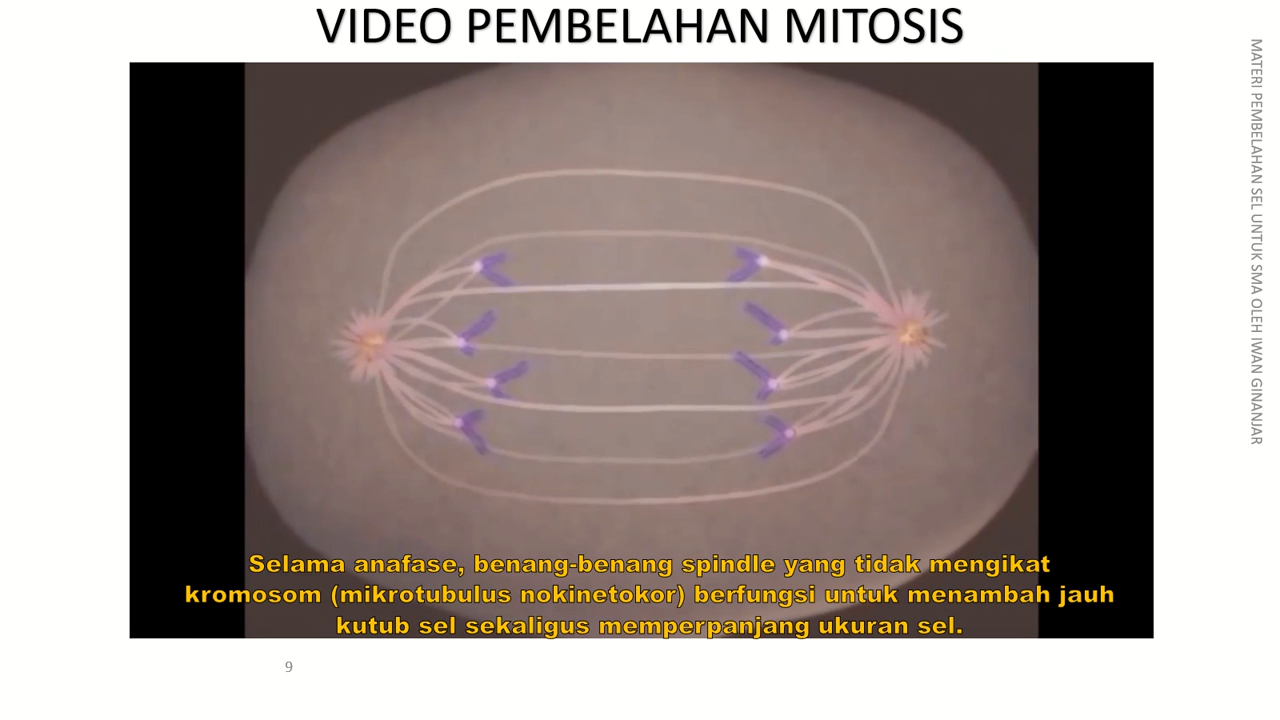 VIDEO PEMBELAHAN MITOSIS
MATERI PEMBELAHAN SEL UNTUK SMA OLEH IWAN GINANJAR
Selama anafase, benang-benang spindle yang tidak mengikat
kromosom (mikrotubulus nokinetokor) berfungsi untuk menambah jauh
kutub sel sekaligus memperpanjang ukuran sel.
9